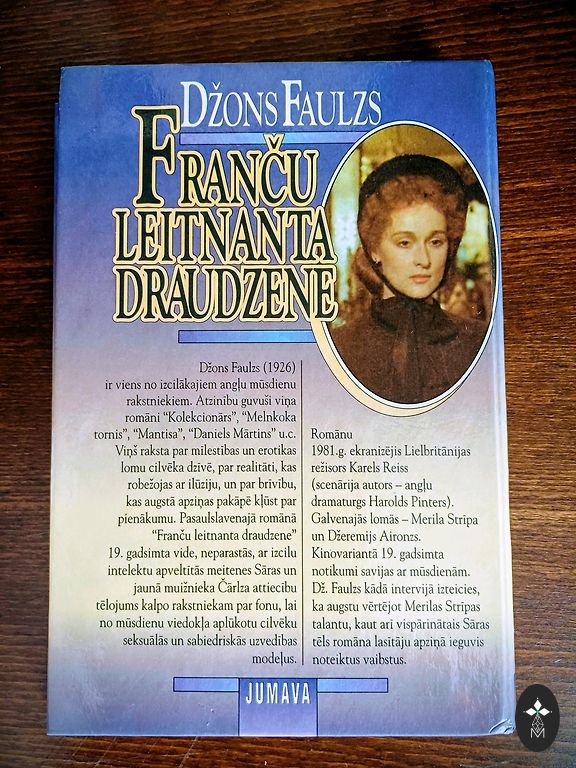 DŽONS FAULZS
FRANČU
LEITNANTA
DRAUDZENE
Džons Faulzs (1926)
ir viens no izcilākajiem angļu mūsdienu
rakstniekiem. Atzinību guvuši viņa
romāni “Kolekcionārs”, “Melnkoka
tornis”, “Mantisa”, “Daniels Mārtins” u.c.
Viņš raksta par mīlestības un erotikas
lomu cilvēka dzīvē, par realitāti, kas
robežojas ar ilūziju, un par brīvību,
kas augstā apziņas pakāpē kļūst par
pienākumu. Pasaulslavenajā romānā
“Franču leitnanta draudzene”
19. gadsimta vide, neparastās, ar izcilu
intelektu apveltītās meitenes Sāras un
jaunā muižnieka Čārlza attiecību
tēlojums kalpo rakstniekam par fonu, lai
no mūsdienu viedokļa aplūkotu cilvēku
seksuālās un sabiedriskās uzvedības
modeļus.
Romānu
1981.g. ekranizējis Lielbritānijas
režisors Karels Reiss
(scenārija autors – angļu
dramaturgs Harolds Pinters).
Galvenajās lomās – Merila Strīpa
un Džeremijs Aironzs.
Kinovariantā 19. gadsimta
notikumi savijas ar mūsdienām.
Dž. Faulzs kādā intervijā izteicies,
ka augstu vērtējot Merilas Strīpas
talantu, kaut arī vispārinātais Sāras
tēls romāna lasītāju apziņā ieguvis
noteiktus vaibstus.
JUMAVA
M